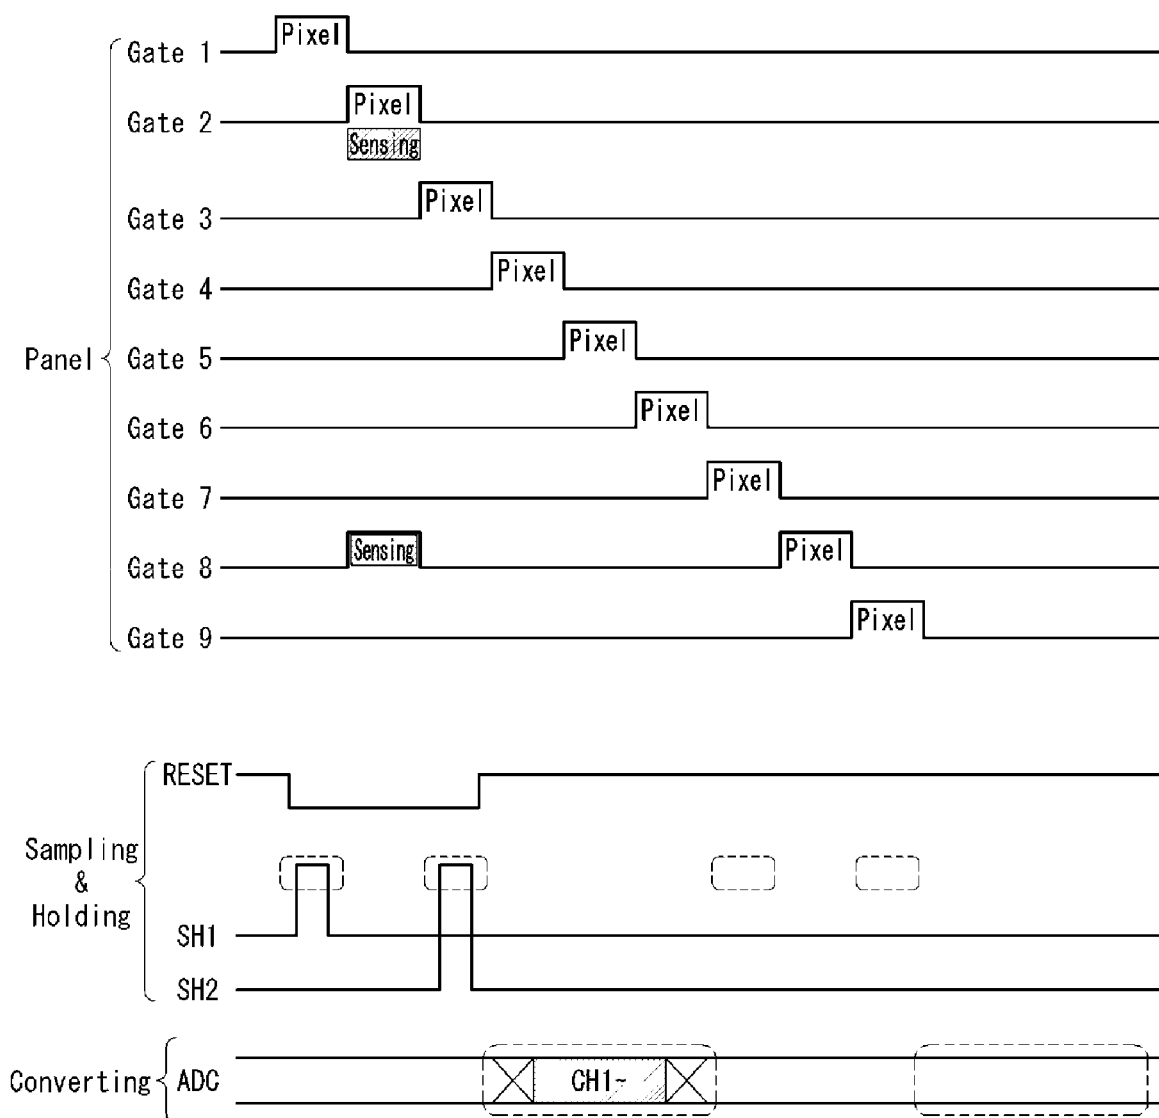 Panel
Gate 1 Pixel
Gate 2 Pixel
Sensing
Gate 3 Pixel
Gate 4 Pixel
Gate 5 Pixel
Gate 6 Pixel
Gate 7 Pixel
Gate 8 Sensing Pixel
Gate 9 Pixel
Sampling
&
Holding
RESET
SH1
SH2
Converting ADC CH1~